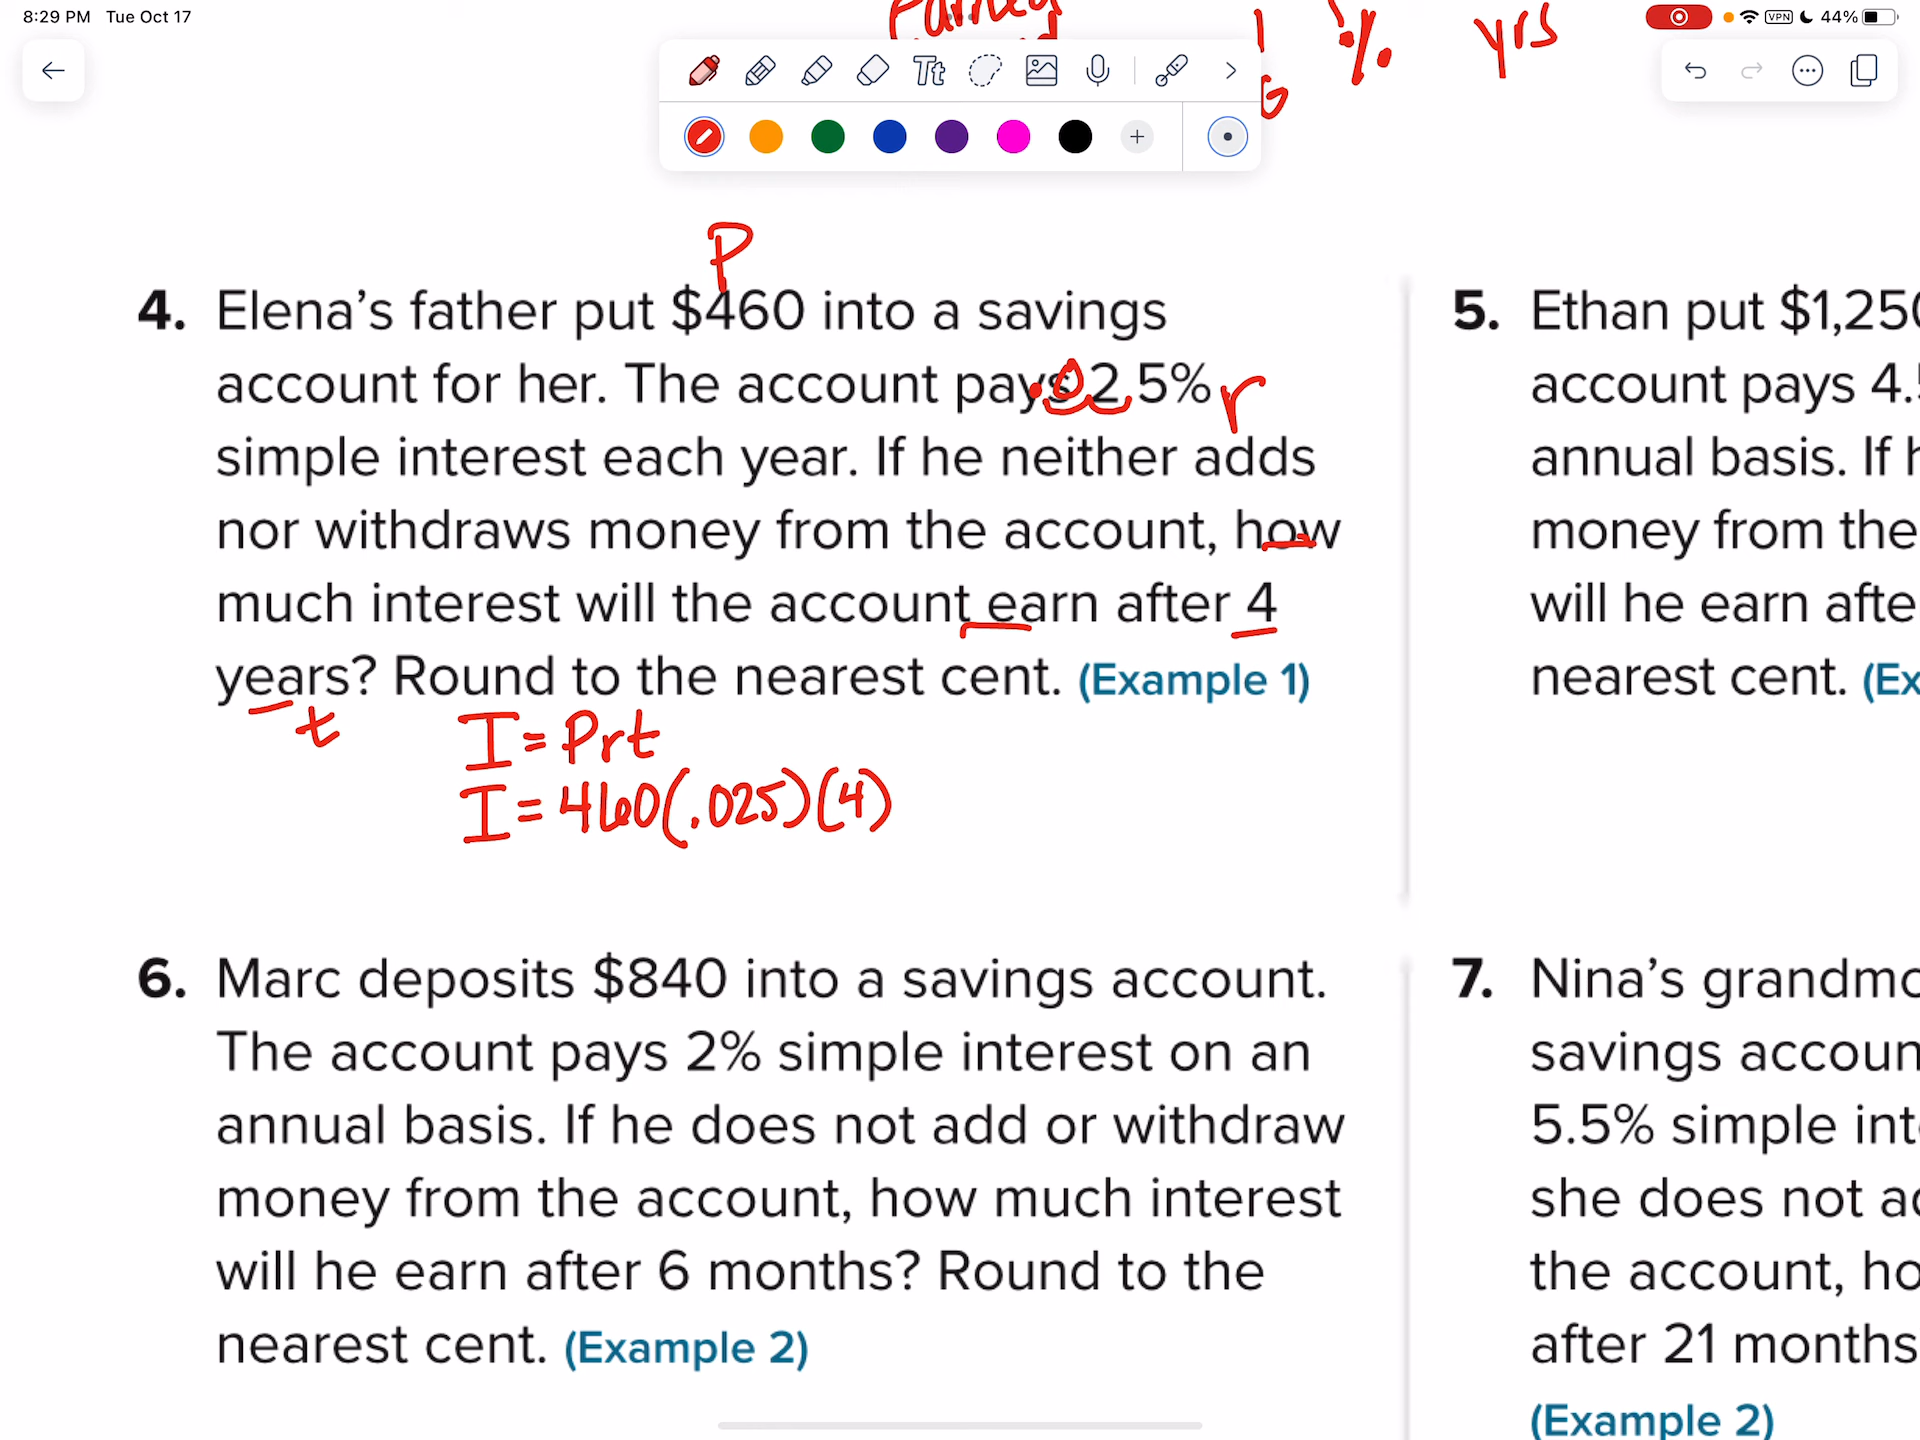 8:29 PM Tue Oct 17
VPN 44%
% yrs
Tt
P
4. Elena's father put $460 into a savings
account for her. The account pays .02.5% r
simple interest each year. If he neither adds
nor withdraws money from the account, how
much interest will the account earn after 4
years? Round to the nearest cent. (Example 1)
t
I = Prt
I = 460(.025)(4)
5. Ethan put $1,250
account pays 4.5
annual basis. If h
money from the
will he earn afte
nearest cent. (Ex
6. Marc deposits $840 into a savings account.
The account pays 2% simple interest on an
annual basis. If he does not add or withdraw
money from the account, how much interest
will he earn after 6 months? Round to the
nearest cent. (Example 2)
7. Nina's grandmo
savings accoun
5.5% simple int
she does not ad
the account, ho
after 21 months
(Example 2)